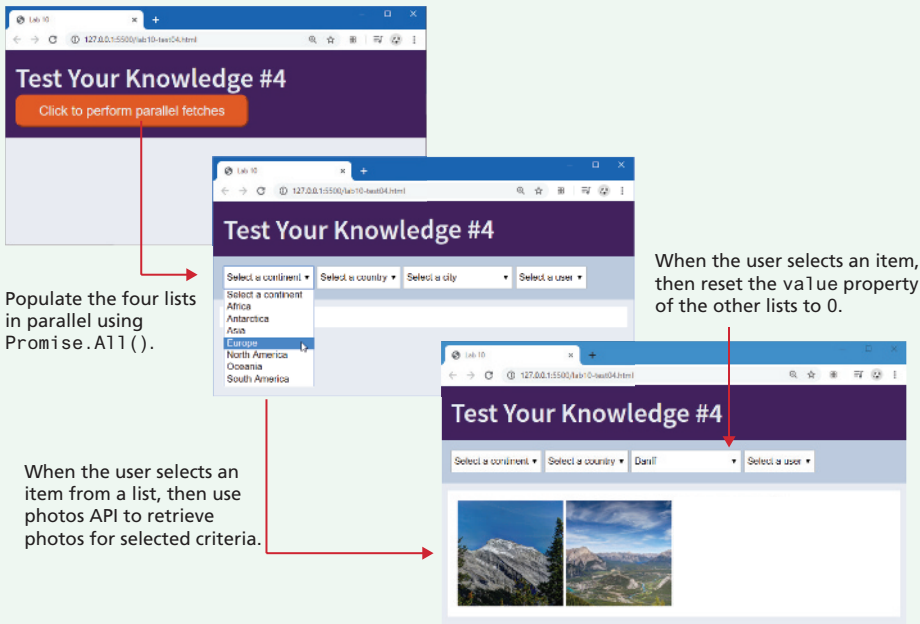 Lab 10
127.0.0.1:5500/lab10-test04.html
Test Your Knowledge #4
Click to perform parallel fetches
Lab 10
127.0.0.1:5500/lab10-test04.html
Test Your Knowledge #4
Select a continent
Select a country
Select a city
Select a user
Select a continent
Africa
Antarctica
Asia
Europe
North America
Oceania
South America
Populate the four lists
in parallel using
Promise.All().
When the user selects an item,
then reset the value property
of the other lists to 0.
Lab 10
127.0.0.1:5500/lab10-test04.html
Test Your Knowledge #4
Select a continent
Select a country
Banff
Select a user
When the user selects an
item from a list, then use
photos API to retrieve
photos for selected criteria.